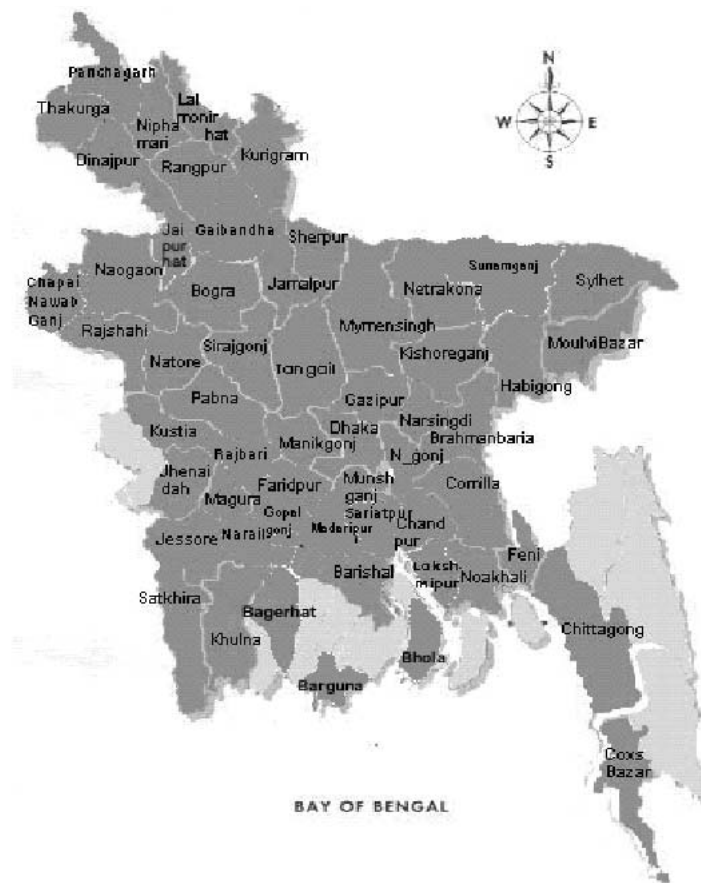 N
W E
S
Panchagarh
Thakurga
Lal
monir
hat
Nipha
mari
Kurigram
Dinajpur
Rangpur
Jai
pur
hat
Gaibandha
Sherpur
Naogaon
Sunamganj
Sylhet
Chapai
Nawab
Ganj
Bogra
Jamalpur
Netrakona
Rajshahi
Mymensingh
Sirajgonj
Natore
Tangail
Kishoreganj
MoulviBazar
Habigong
Pabna
Gazipur
Kustia
Dhaka
Narsingdi
Rajbari
Manikgonj
Brahmanbaria
N_gonj
Jhenai
dah
Faridpur
Munsh
ganj
Comilla
Magura
Gopal
gonj
Sariatpur
Jessore
Narail
Madaripur
Chand
pur
Feni
Barishal
Laksh
mipur
Noakhali
Satkhira
Bagerhat
Khulna
Chittagong
Bhola
Barguna
Coxs
Bazar
BAY OF BENGAL